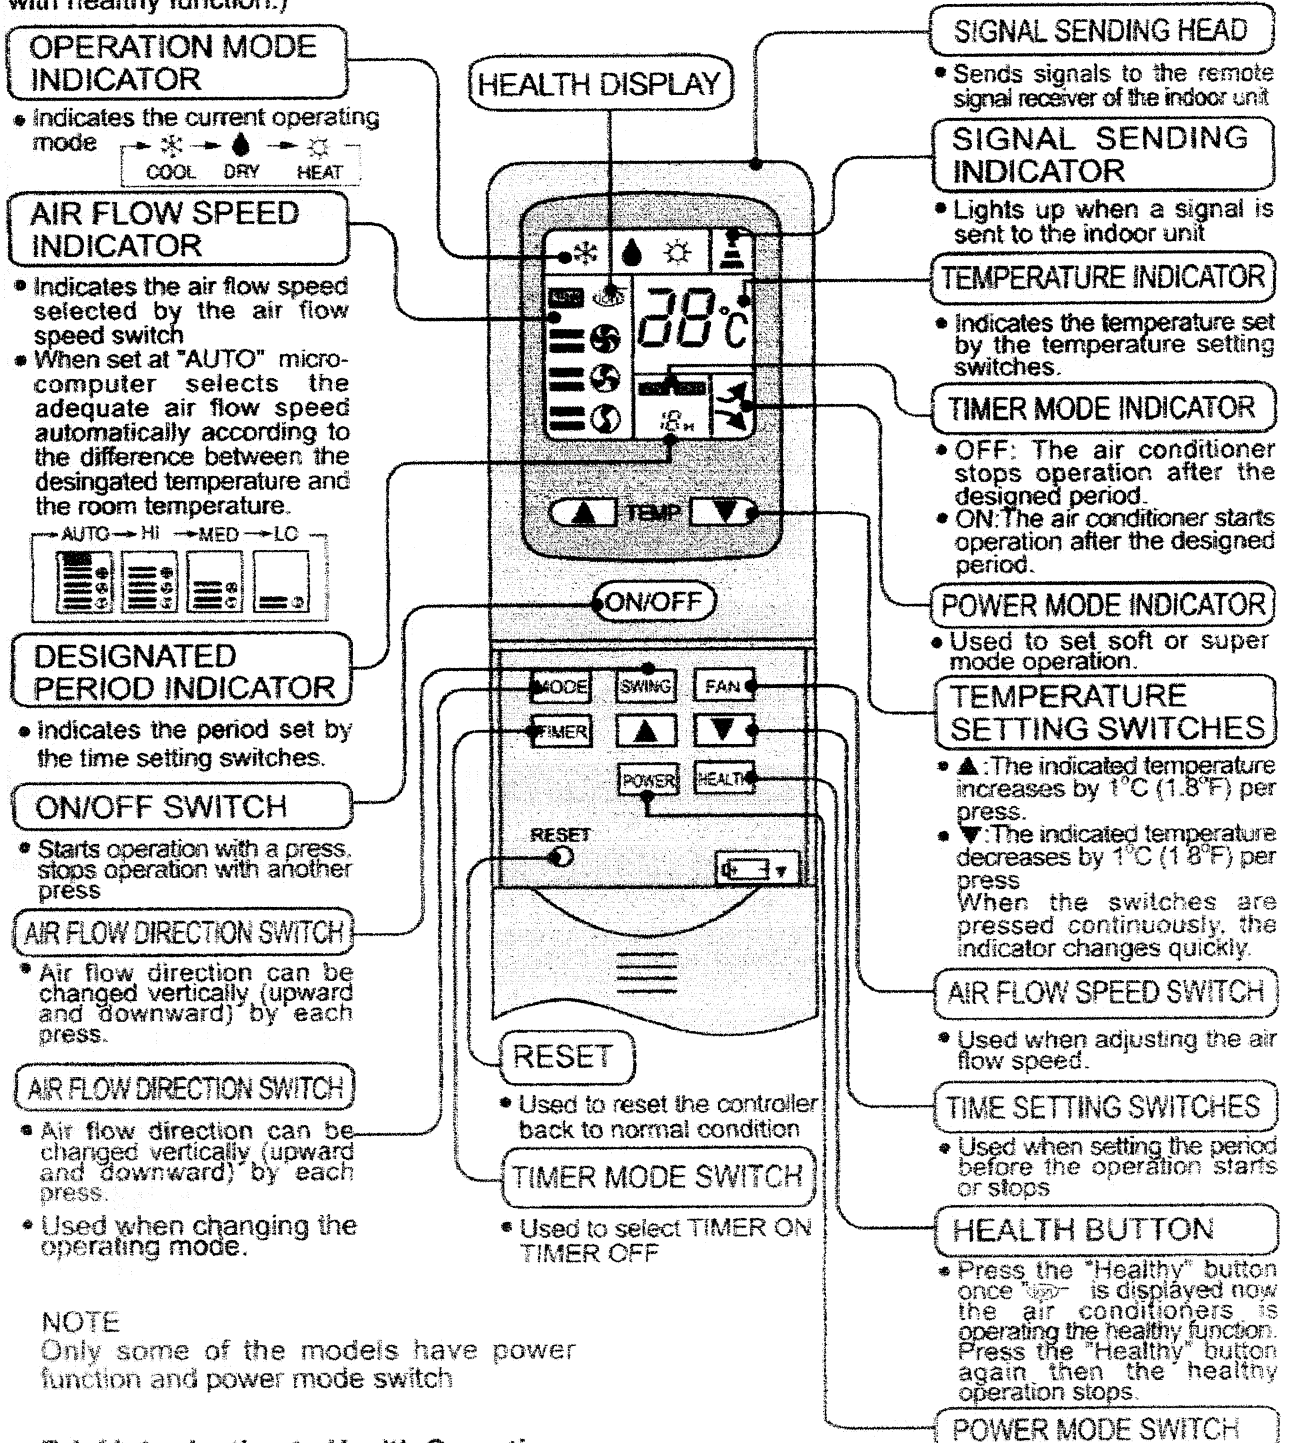 with healthy function.)
OPERATION MODE
INDICATOR
• Indicates the current operating
mode
COOL DRY HEAT
AIR FLOW SPEED
INDICATOR
• Indicates the air flow speed
selected by the air flow
speed switch
• When set at "AUTO" micro-
computer selects the
adequate air flow speed
automatically according to
the difference between the
desingated temperature and
the room temperature.
AUTO Hi MED LO
DESIGNATED
PERIOD INDICATOR
• Indicates the period set by
the time setting switches.
ON/OFF SWITCH
• Starts operation with a press,
stops operation with another
press
AIR FLOW DIRECTION SWITCH
• Air flow direction can be
changed vertically (upward
and downward) by each
press.
AIR FLOW DIRECTION SWITCH
• Air flow direction can be
changed vertically (upward
and downward) by each
press.
• Used when changing the
operating mode.
NOTE
Only some of the models have power
function and power mode switch
HEALTH DISPLAY
28°C
18 H
▲ TEMP ▼
ON/OFF
MODE SWING FAN
TIMER ▲ ▼
POWER HEALTH
RESET
RESET
• Used to reset the controller
back to normal condition
TIMER MODE SWITCH
• Used to select TIMER ON
TIMER OFF
SIGNAL SENDING HEAD
• Sends signals to the remote
signal receiver of the indoor unit
SIGNAL SENDING
INDICATOR
• Lights up when a signal is
sent to the indoor unit
TEMPERATURE INDICATOR
• Indicates the temperature set
by the temperature setting
switches.
TIMER MODE INDICATOR
• OFF: The air conditioner
stops operation after the
designed period.
• ON:The air conditioner starts
operation after the designed
period.
POWER MODE INDICATOR
• Used to set soft or super
mode operation.
TEMPERATURE
SETTING SWITCHES
• ▲:The indicated temperature
increases by 1°C (1.8°F) per
press.
• ▼:The indicated temperature
decreases by 1°C (1 8°F) per
press
When the switches are
pressed continuously, the
indicator changes quickly.
AIR FLOW SPEED SWITCH
• Used when adjusting the air
flow speed.
TIME SETTING SWITCHES
• Used when setting the period
before the operation starts
or stops
HEALTH BUTTON
• Press the "Healthy" button
once " is displayed now
the air conditioners is
operating the healthy function.
Press the "Healthy" button
again then the healthy
operation stops.
POWER MODE SWITCH